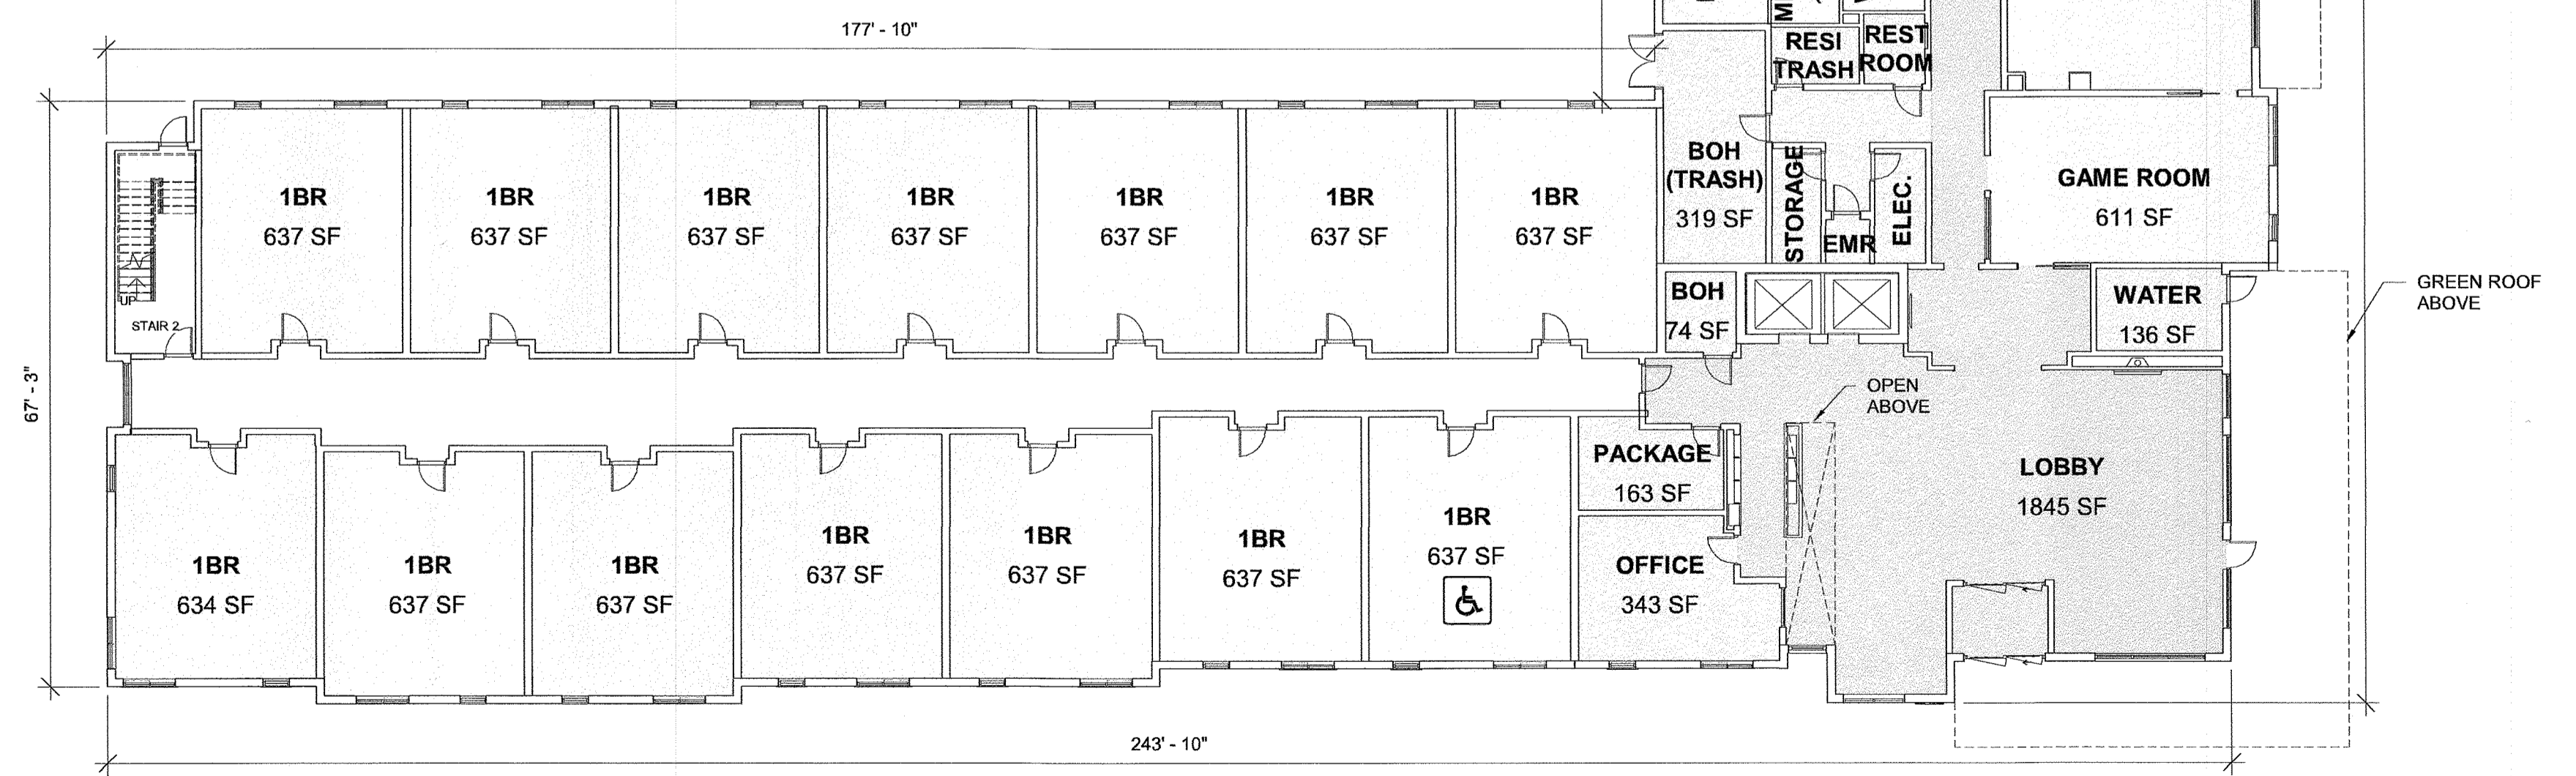 177' - 10"
RESI
TRASH
REST
ROOM
1BR
637 SF
1BR
637 SF
1BR
637 SF
1BR
637 SF
1BR
637 SF
1BR
637 SF
1BR
637 SF
BOH
(TRASH)
319 SF
STORAGE
EMR
ELEC.
GAME ROOM
611 SF
UP
STAIR 2
BOH
74 SF
WATER
136 SF
GREEN ROOF
ABOVE
67' - 3"
OPEN
ABOVE
1BR
634 SF
1BR
637 SF
1BR
637 SF
1BR
637 SF
1BR
637 SF
1BR
637 SF
1BR
637 SF
PACKAGE
163 SF
OFFICE
343 SF
LOBBY
1845 SF
243' - 10"